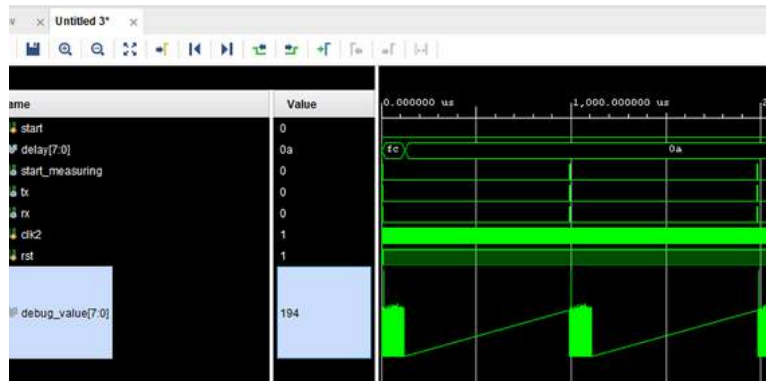 Untitled 3*
ame Value
0.000000 us 1,000.000000 us 2
start 0
delay[7:0] 0a fc 0a
start_measuring 0
tx 0
rx 0
clk2 1
rst 1
debug_value[7:0] 194